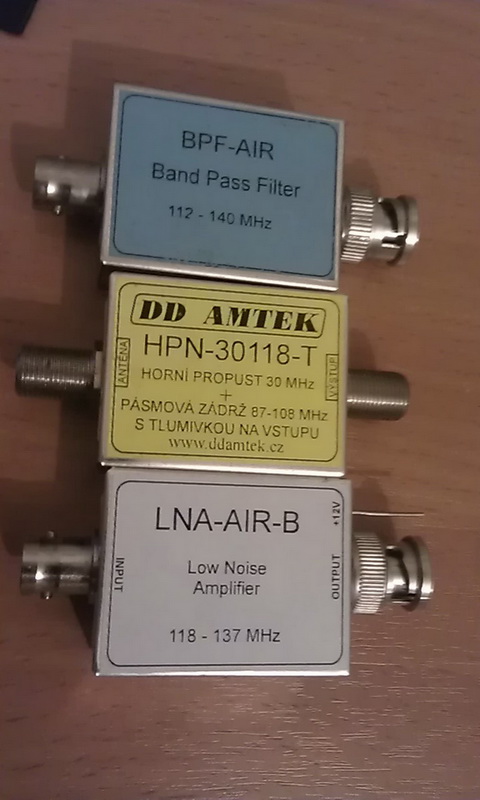 BPF-AIR
Band Pass Filter
112 - 140 MHz
DD AMTEK
HPN-30118-T
ANTÉNA
HORNÍ PROPUST 30 MHz
+
PÁSMOVÁ ZÁDRŽ 87-108 MHz
S TLUMIVKOU NA VSTUPU
www.ddamtek.cz
VÝSTUP
LNA-AIR-B
+12V
Low Noise
Amplifier
INPUT
OUTPUT
118 - 137 MHz